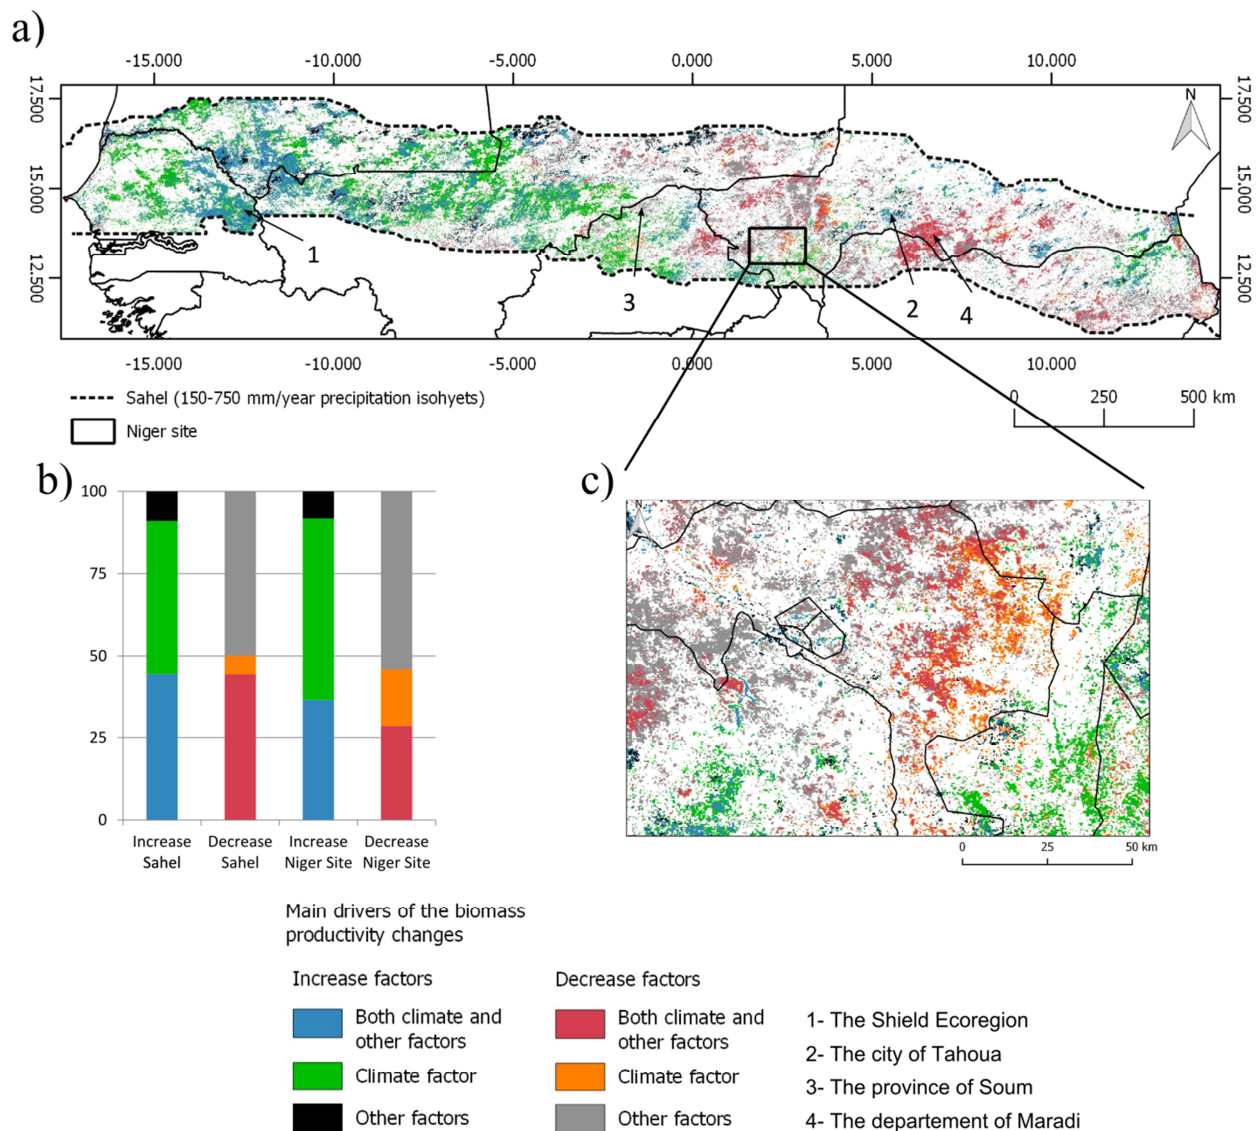 a)
-15.000 -10.000 -5.000 0.000 5.000 10.000
17.500 17.500
N
15.000 15.000
12.500 12.500
1
3
2
4
-15.000 -10.000 -5.000 0.000 5.000 10.000
Sahel (150-750 mm/year precipitation isohyets)
Niger site
0 250 500 km
b)
100
75
50
25
0
Increase Sahel
Decrease Sahel
Increase Niger Site
Decrease Niger Site
c)
N
0 25 50 km
Main drivers of the biomass
productivity changes
Increase factors
Both climate and
other factors
Climate factor
Other factors
Decrease factors
Both climate and
other factors
Climate factor
Other factors
1- The Shield Ecoregion
2- The city of Tahoua
3- The province of Soum
4- The departement of Maradi